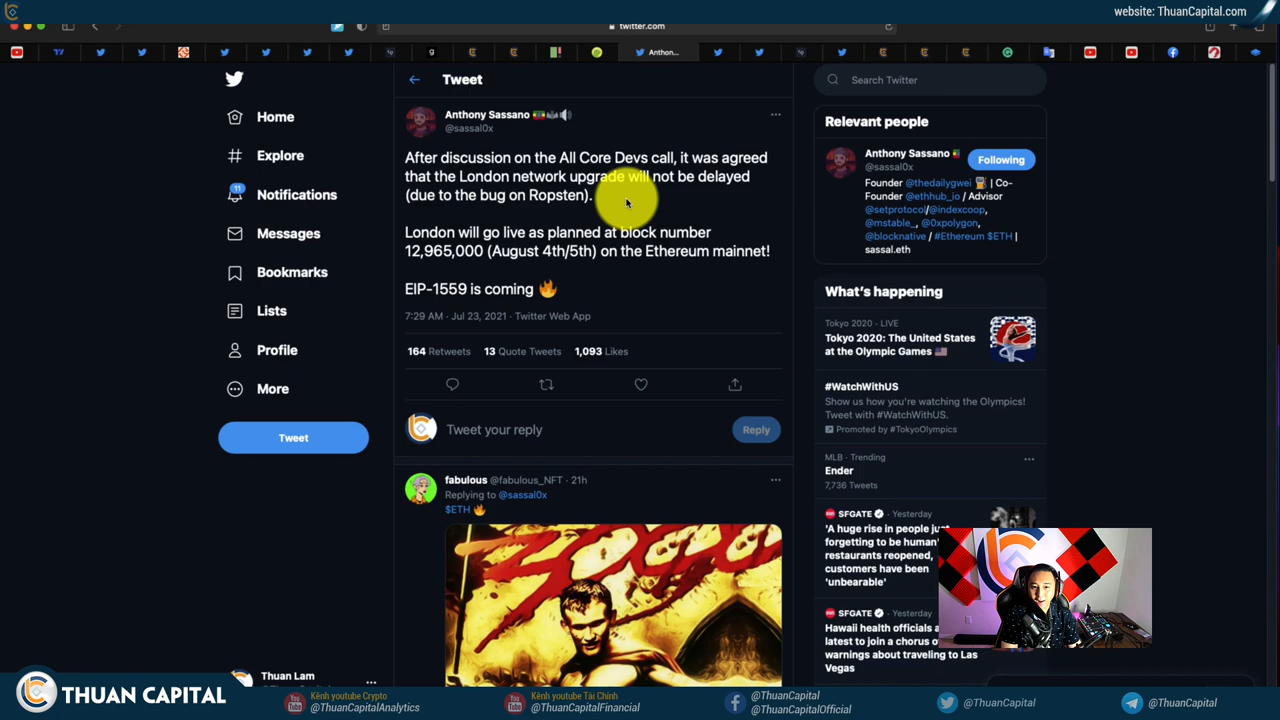 website: ThuanCapital.com
twitter.com
Anthon...
Tweet
Search Twitter
Home
Explore
11
Notifications
Messages
Bookmarks
Lists
Profile
More
Tweet
Anthony Sassano
@sassal0x
After discussion on the All Core Devs call, it was agreed
that the London network upgrade will not be delayed
(due to the bug on Ropsten).
London will go live as planned at block number
12,965,000 (August 4th/5th) on the Ethereum mainnet!
EIP-1559 is coming 🔥
7:29 AM · Jul 23, 2021 · Twitter Web App
164 Retweets 13 Quote Tweets 1,093 Likes
Tweet your reply
Reply
fabulous @fabulous_NFT · 21h
Replying to @sassal0x
$ETH 🔥
Relevant people
Anthony Sassano
@sassal0x
Following
Founder @thedailygwei | Co-
Founder @ethhub_io / Advisor
@setprotocol/@indexcoop,
@mstable_, @0xpolygon,
@blocknative / #Ethereum $ETH |
sassal.eth
What's happening
Tokyo 2020 · LIVE
Tokyo 2020: The United States
at the Olympic Games 🇺🇸
#WatchWithUS
Show us how you're watching the Olympics!
Tweet with #WatchWithUS.
Promoted by #TokyoOlympics
MLB · Trending
Ender
7,736 Tweets
SFGATE · Yesterday
'A huge rise in people just
forgetting to be human
restaurants reopened,
customers have been
'unbearable'
SFGATE · Yesterday
Hawaii health officials a
latest to join a chorus of
warnings about traveling to Las
Vegas
Thuan Lam
THUAN CAPITAL
Kênh youtube Crypto
@ThuanCapitalAnalytics
Kênh youtube Tài Chính
@ThuanCapitalFinancial
@ThuanCapital
@ThuanCapitalOfficial
@ThuanCapital
@ThuanCapital